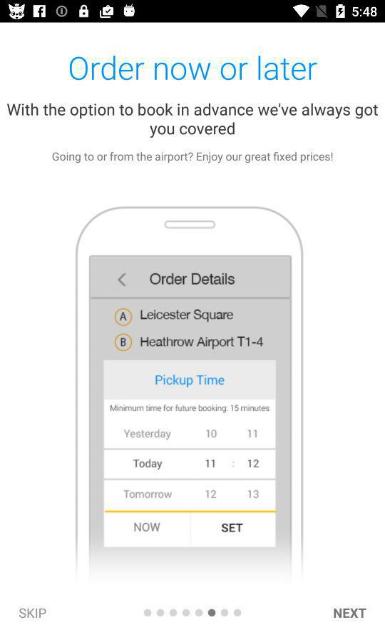 5:48
Order now or later
With the option to book in advance we've always got
you covered
Going to or from the airport? Enjoy our great fixed prices!
Order Details
A Leicester Square
B Heathrow Airport T1-4
Pickup Time
Minimum time for future booking: 15 minutes
Yesterday 10 11
Today 11 : 12
Tomorrow 12 13
NOW SET
SKIP NEXT